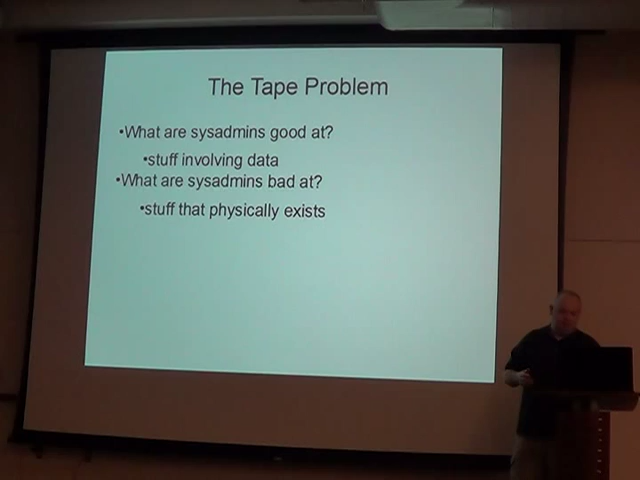 The Tape Problem
•What are sysadmins good at?
•stuff involving data
•What are sysadmins bad at?
•stuff that physically exists